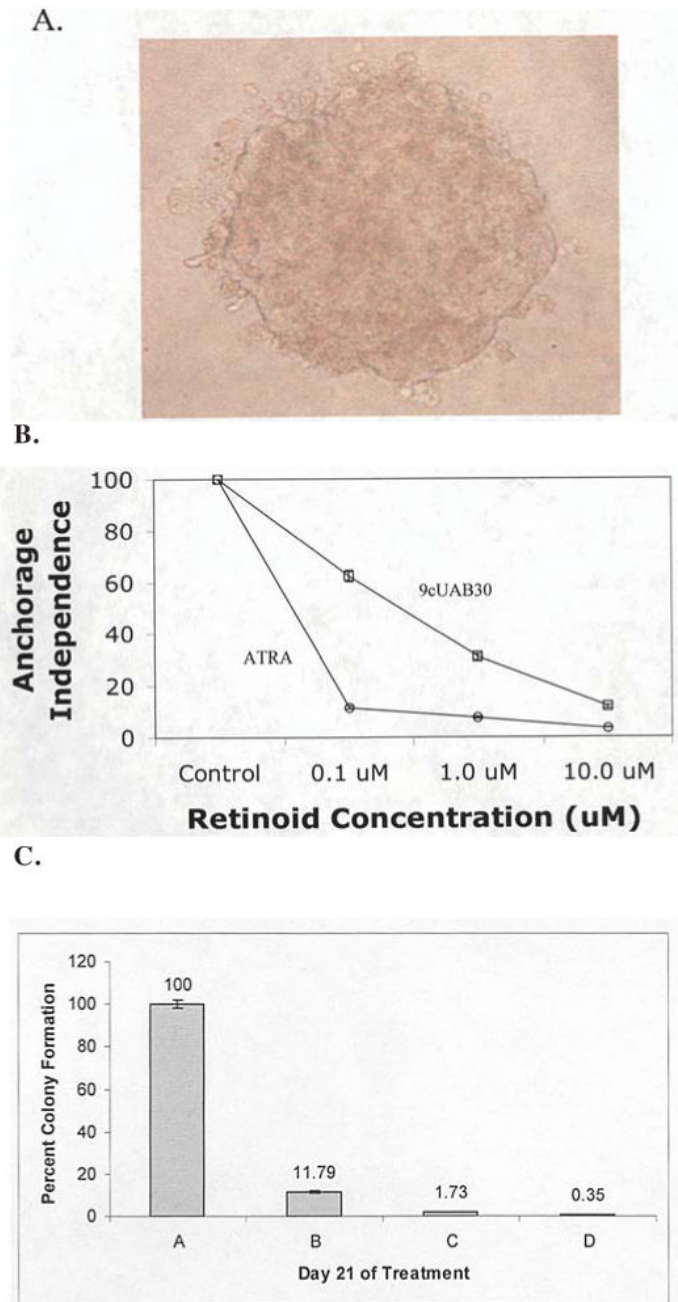 A.
B.
100
80
60
40
20
0
Anchorage
Independence
9cUAB30
ATRA
Control 0.1 uM 1.0 uM 10.0 uM
Retinoid Concentration (uM)
C.
120
100
80
60
40
20
0
Percent Colony Formation
100
11.79
1.73
0.35
A B C D
Day 21 of Treatment